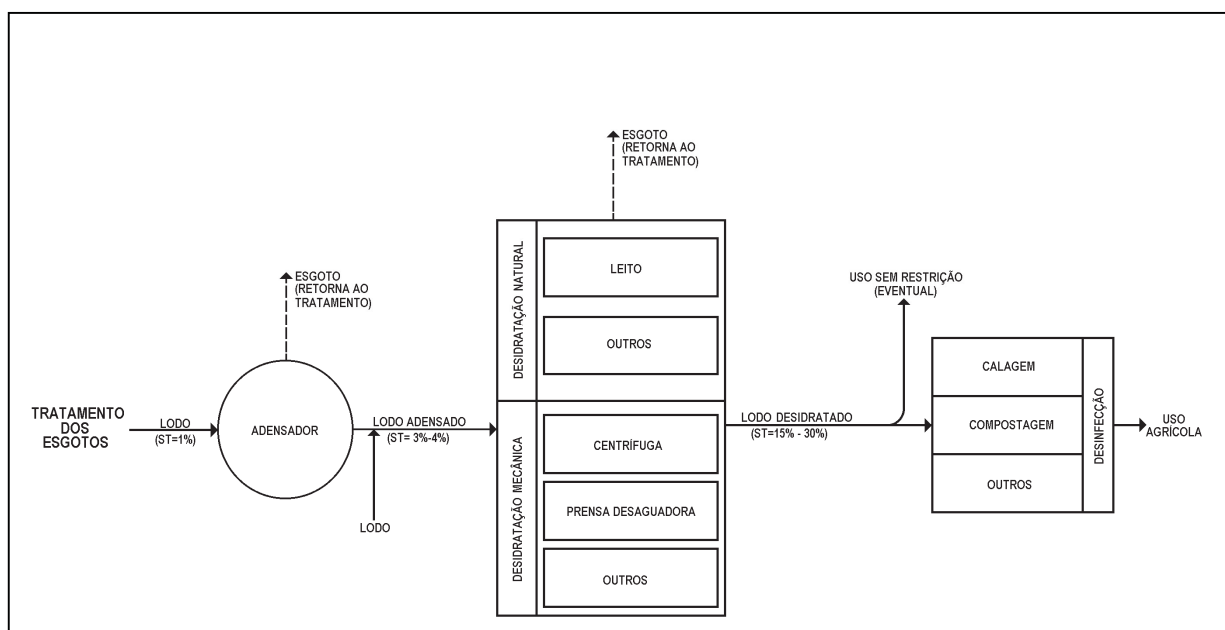 TRATAMENTO
DOS
ESGOTOS
LODO
(ST=1%)
ADENSADOR
ESGOTO
(RETORNA AO
TRATAMENTO)
LODO ADENSADO
(ST= 3%-4%)
LODO
ESGOTO
(RETORNA AO
TRATAMENTO)
DESIDRATAÇÃO NATURAL
LEITO
OUTROS
DESIDRATAÇÃO MECÂNICA
CENTRÍFUGA
PRENSA DESAGUADORA
OUTROS
LODO DESIDRATADO
(ST=15% - 30%)
USO SEM RESTRIÇÃO
(EVENTUAL)
CALAGEM
COMPOSTAGEM
OUTROS
DESINFECÇÃO
USO
AGRÍCOLA